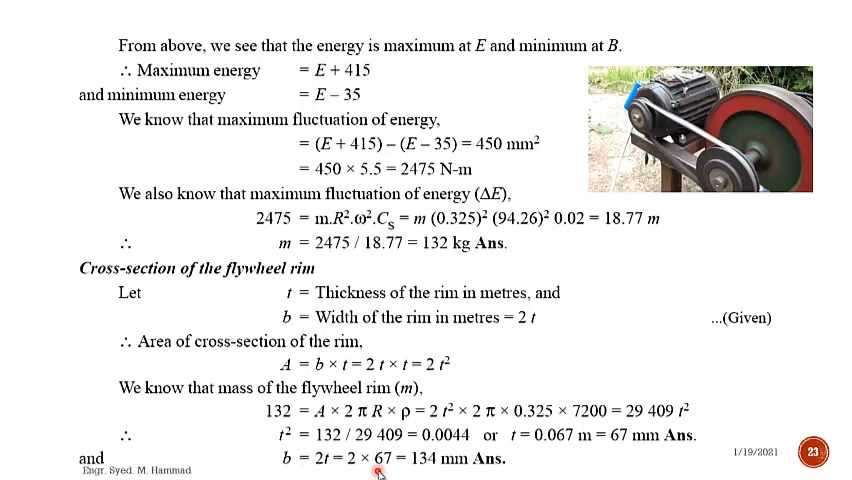 From above, we see that the energy is maximum at E and minimum at B.
∴ Maximum energy = E + 415
and minimum energy = E – 35
We know that maximum fluctuation of energy,
= (E + 415) – (E – 35) = 450 mm²
= 450 × 5.5 = 2475 N-m
We also know that maximum fluctuation of energy (ΔE),
2475 = m.R².ω².C_S = m (0.325)² (94.26)² 0.02 = 18.77 m
∴ m = 2475 / 18.77 = 132 kg Ans.
Cross-section of the flywheel rim
Let t = Thickness of the rim in metres, and
b = Width of the rim in metres = 2 t ...(Given)
∴ Area of cross-section of the rim,
A = b × t = 2 t × t = 2 t²
We know that mass of the flywheel rim (m),
132 = A × 2 π R × ρ = 2 t² × 2 π × 0.325 × 7200 = 29 409 t²
∴ t² = 132 / 29 409 = 0.0044 or t = 0.067 m = 67 mm Ans.
and b = 2t = 2 × 67 = 134 mm Ans.
Engr. Syed. M. Hammad
1/19/2021
23